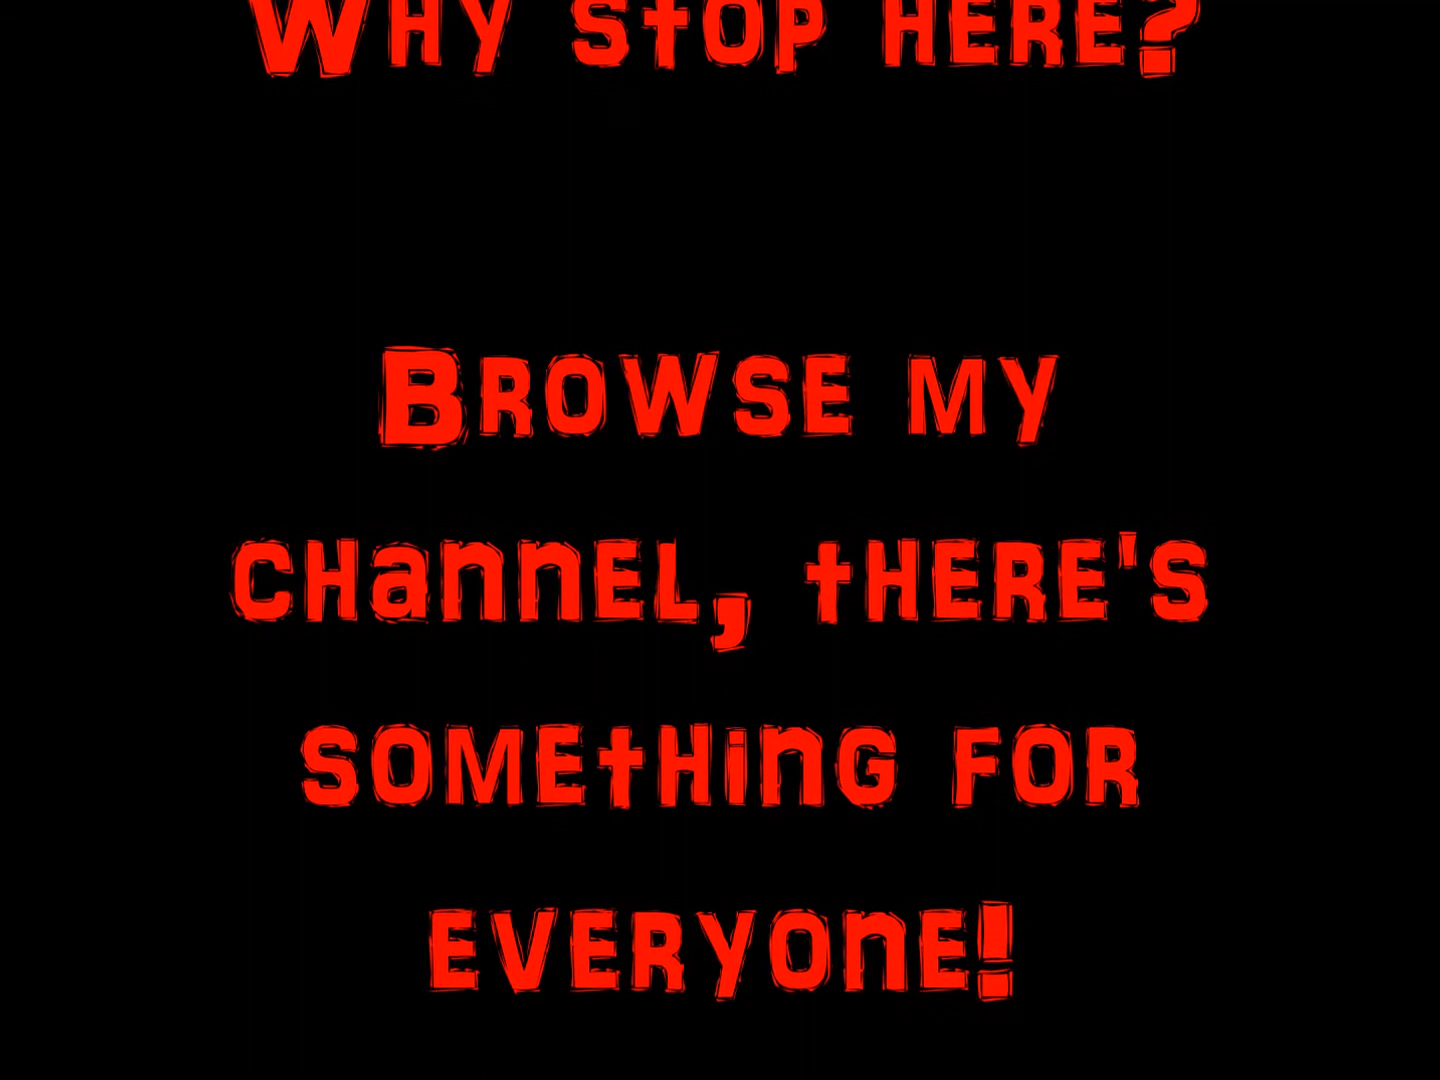 Why stop here?
Browse my
channel, there's
something for
everyone!